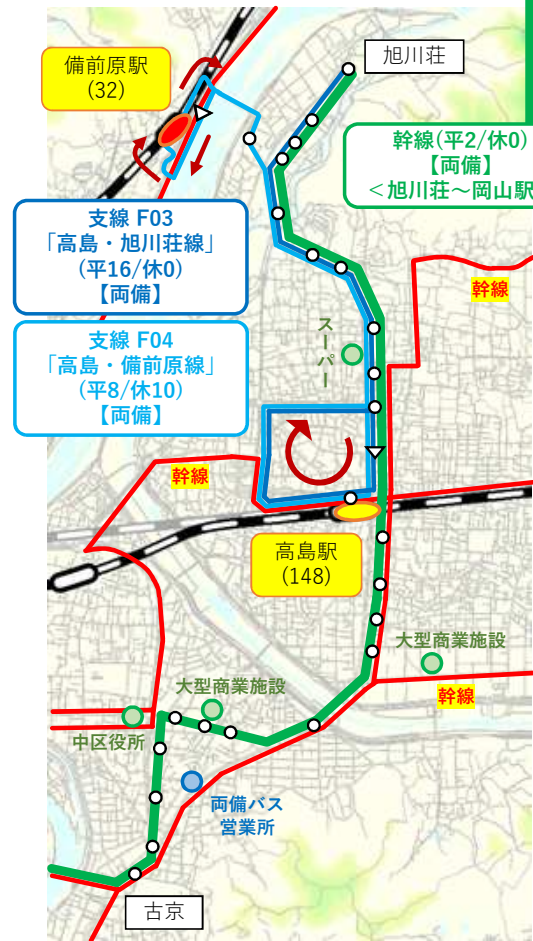 備前原駅
(32)
旭川荘
幹線(平2/休0)
【両備】
＜旭川荘～岡山駅
支線 F03
「高島・旭川荘線」
(平16/休0)
【両備】
幹線
スーパー
支線 F04
「高島・備前原線」
(平8/休10)
【両備】
幹線
高島駅
(148)
大型商業施設
幹線
大型商業施設
中区役所
両備バス
営業所
古京